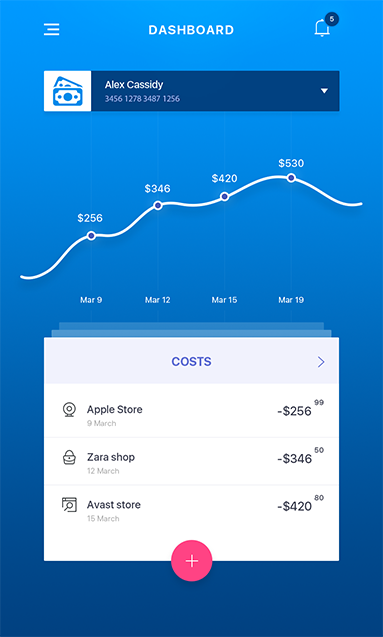 DASHBOARD
5
Alex Cassidy
3456 1278 3487 1256
$256
$346
$420
$530
Mar 9
Mar 12
Mar 15
Mar 19
COSTS
Apple Store
-$256 99
9 March
Zara shop
-$346 50
12 March
Avast store
-$420 80
15 March